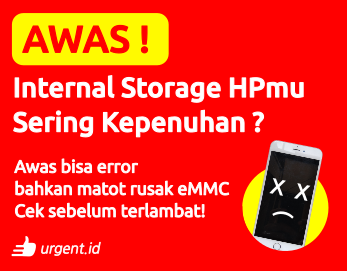 AWAS !
Internal Storage HPmu
Sering Kepenuhan ?
Awas bisa error
bahkan matot rusak eMMC
Cek sebelum terlambat!
X X
urgent.id